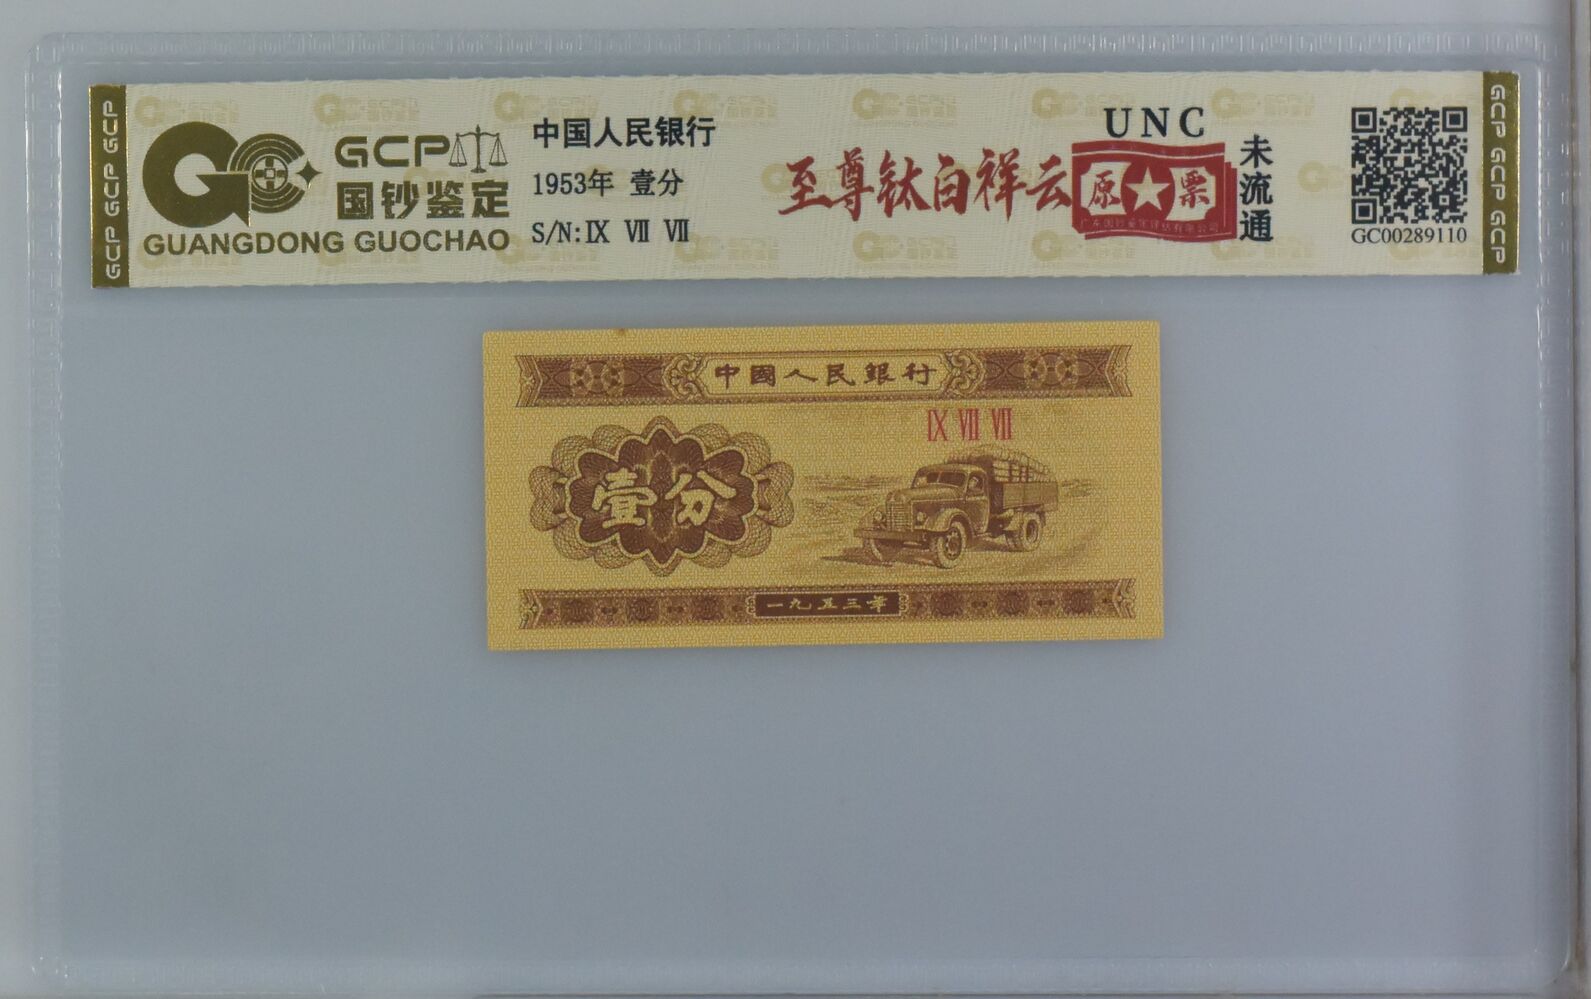 GCP GCP GCP
GCP
国钞鉴定
GUANGDONG GUOCHAO
中国人民银行
1953年 壹分
S/N:Ⅸ Ⅶ Ⅶ
至尊钛白祥云
UNC
原★票
未流通
GC00289110
GCP GCP GCP
中國人民銀行
Ⅸ Ⅶ Ⅶ
壹分
一九五三年